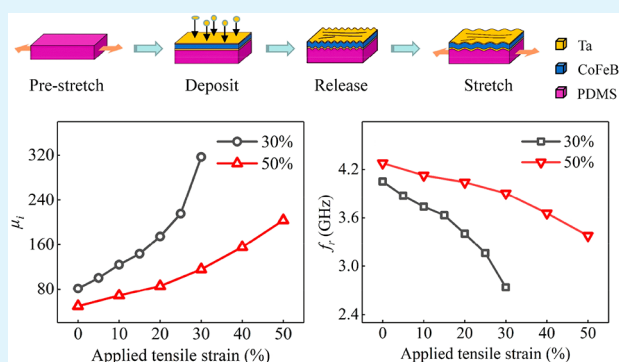 Ta
CoFeB
PDMS
Pre-stretch
Deposit
Release
Stretch
μi
320
240
160
80
30%
50%
0 10 20 30 40 50
Applied tensile strain (%)
fr (GHz)
4.2
3.6
3.0
2.4
30%
50%
0 10 20 30 40 50
Applied tensile strain (%)